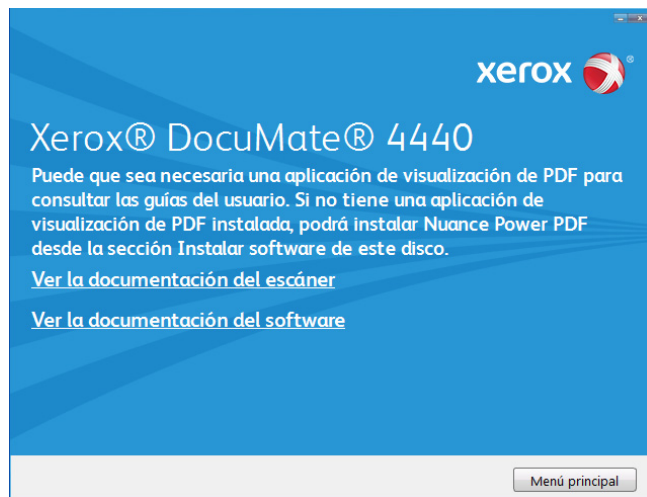 xerox
Xerox® DocuMate® 4440
Puede que sea necesaria una aplicación de visualización de PDF para
consultar las guías del usuario. Si no tiene una aplicación de
visualización de PDF instalada, podrá instalar Nuance Power PDF
desde la sección Instalar software de este disco.
Ver la documentación del escáner
Ver la documentación del software
Menú principal